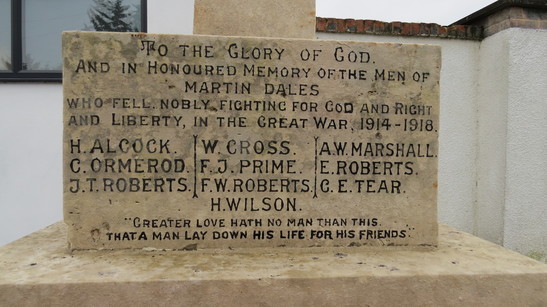 TO THE GLORY OF GOD.
AND IN HONOURED MEMORY OF THE MEN OF
MARTIN DALES
WHO FELL, NOBLY, FIGHTING FOR GOD AND RIGHT
AND LIBERTY, IN THE GREAT WAR, 1914-1918.
H. ALCOCK. W. CROSS. A.W. MARSHALL.
C. ORMEROD. F. J. PRIME. E. ROBERTS.
J.T. ROBERTS. F.W. ROBERTS. C. E. TEAR.
H. WILSON.
"GREATER LOVE HATH NO MAN THAN THIS.
THAT A MAN LAY DOWN HIS LIFE FOR HIS FRIENDS"